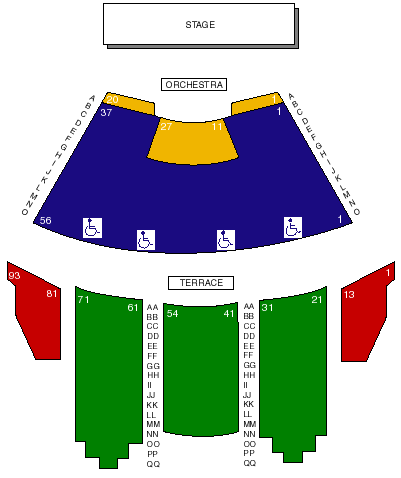 STAGE
ORCHESTRA
A 20 1 A
B 37 1 B
C C
D 27 11 D
E E
F F
G G
H H
I I
J J
K K
L L
M M
N N
O 56 1 O
TERRACE
93 81 71 61 54 41 31 21 13 1
AA AA
BB BB
CC CC
DD DD
EE EE
FF FF
GG GG
HH HH
II II
JJ JJ
KK KK
LL LL
MM MM
NN NN
OO OO
PP PP
QQ QQ